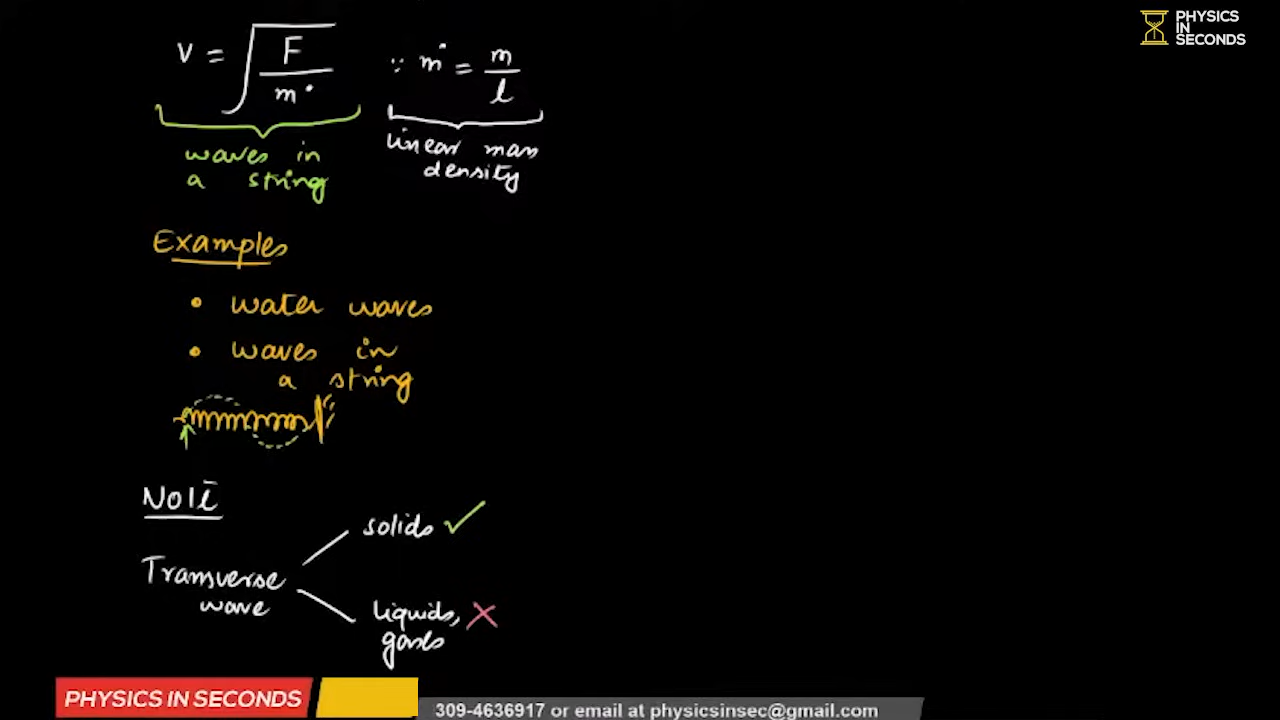 PHYSICS
IN
SECONDS
v = √(F/m°) ∵ m° = m/l
waves in
a string
linear mass
density
Examples
• water waves
• waves in
a string
Note
solids ✓
Transverse
wave
liquids, ✗
gases
PHYSICS IN SECONDS
309-4636917 or email at physicsinsec@gmail.com